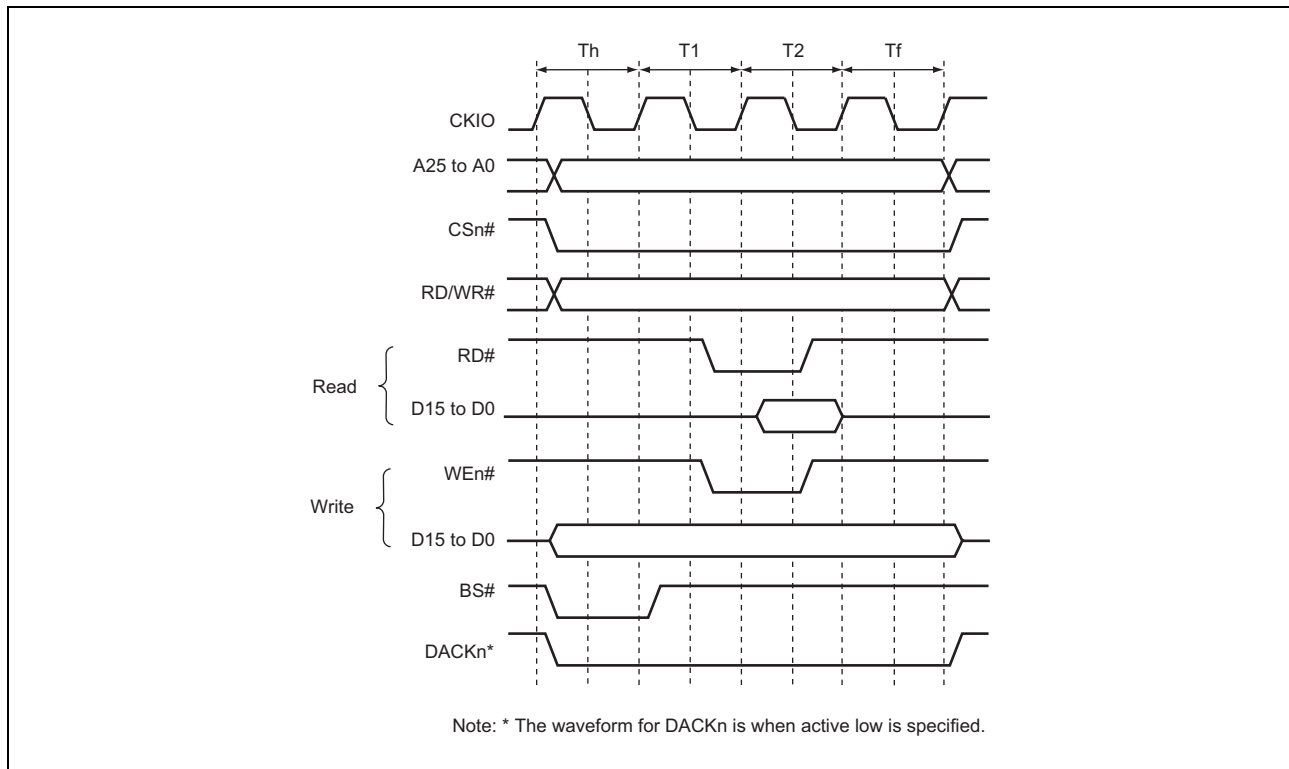 Th T1 T2 Tf
CKIO
A25 to A0
CSn#
RD/WR#
RD#
Read
D15 to D0
WEn#
Write
D15 to D0
BS#
DACKn*
Note: * The waveform for DACKn is when active low is specified.